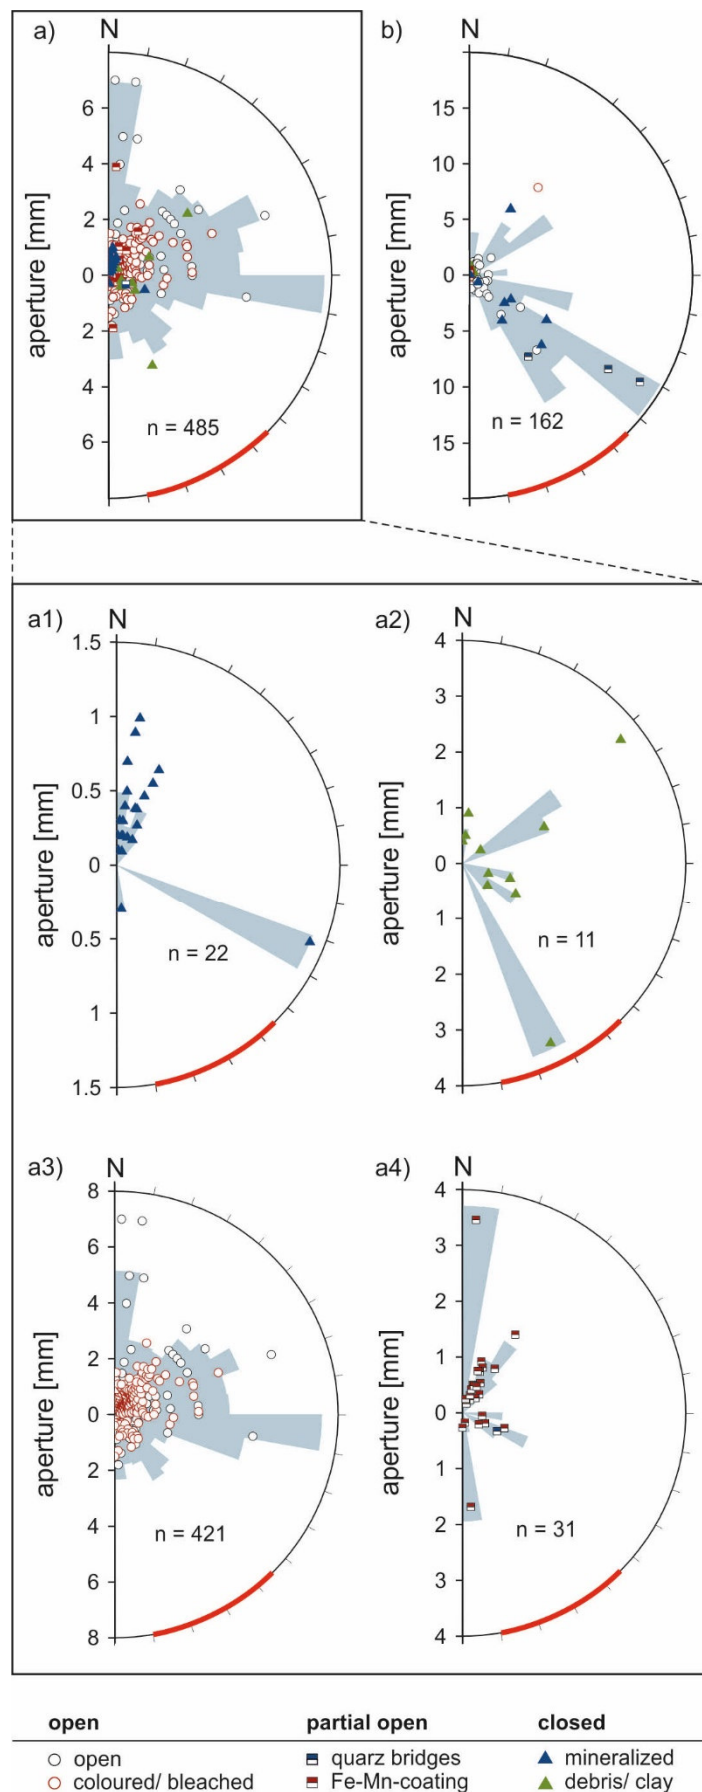 a)
N
aperture [mm]
6
4
2
0
2
4
6
n = 485
b)
N
aperture [mm]
15
10
5
0
5
10
15
n = 162
a1)
N
aperture [mm]
1.5
1
0.5
0
0.5
1
1.5
n = 22
a2)
N
aperture [mm]
4
3
2
1
0
1
2
3
4
n = 11
a3)
N
aperture [mm]
8
6
4
2
0
2
4
6
8
n = 421
a4)
N
aperture [mm]
4
3
2
1
0
1
2
3
4
n = 31
open partial open closed
open quarz bridges mineralized
coloured/ bleached Fe-Mn-coating debris/ clay